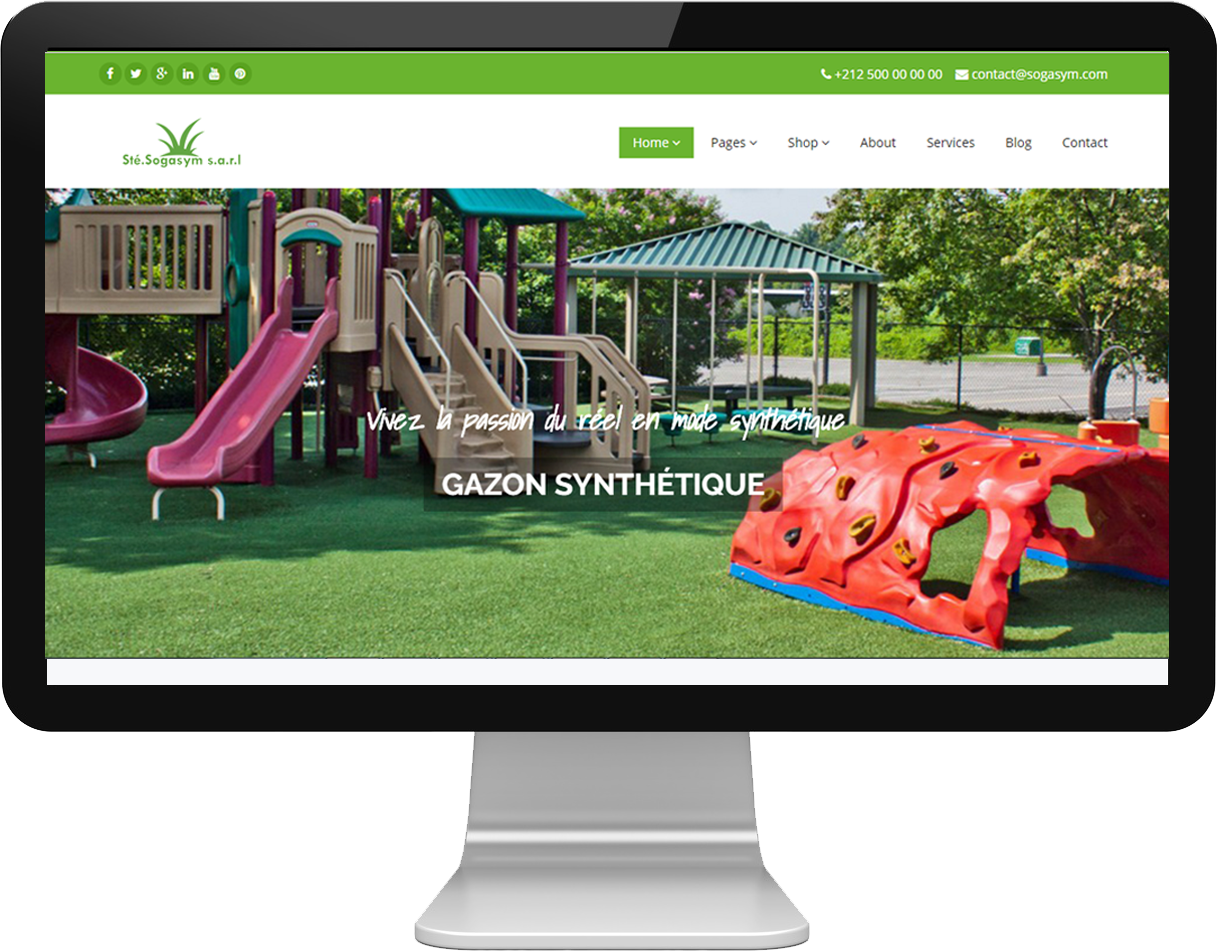 +212 500 00 00 00 contact@sogasym.com
Sté.Sogasym s.a.r.l
Home Pages Shop About Services Blog Contact
Vivez la passion du réel en mode synthétique
GAZON SYNTHÉTIQUE